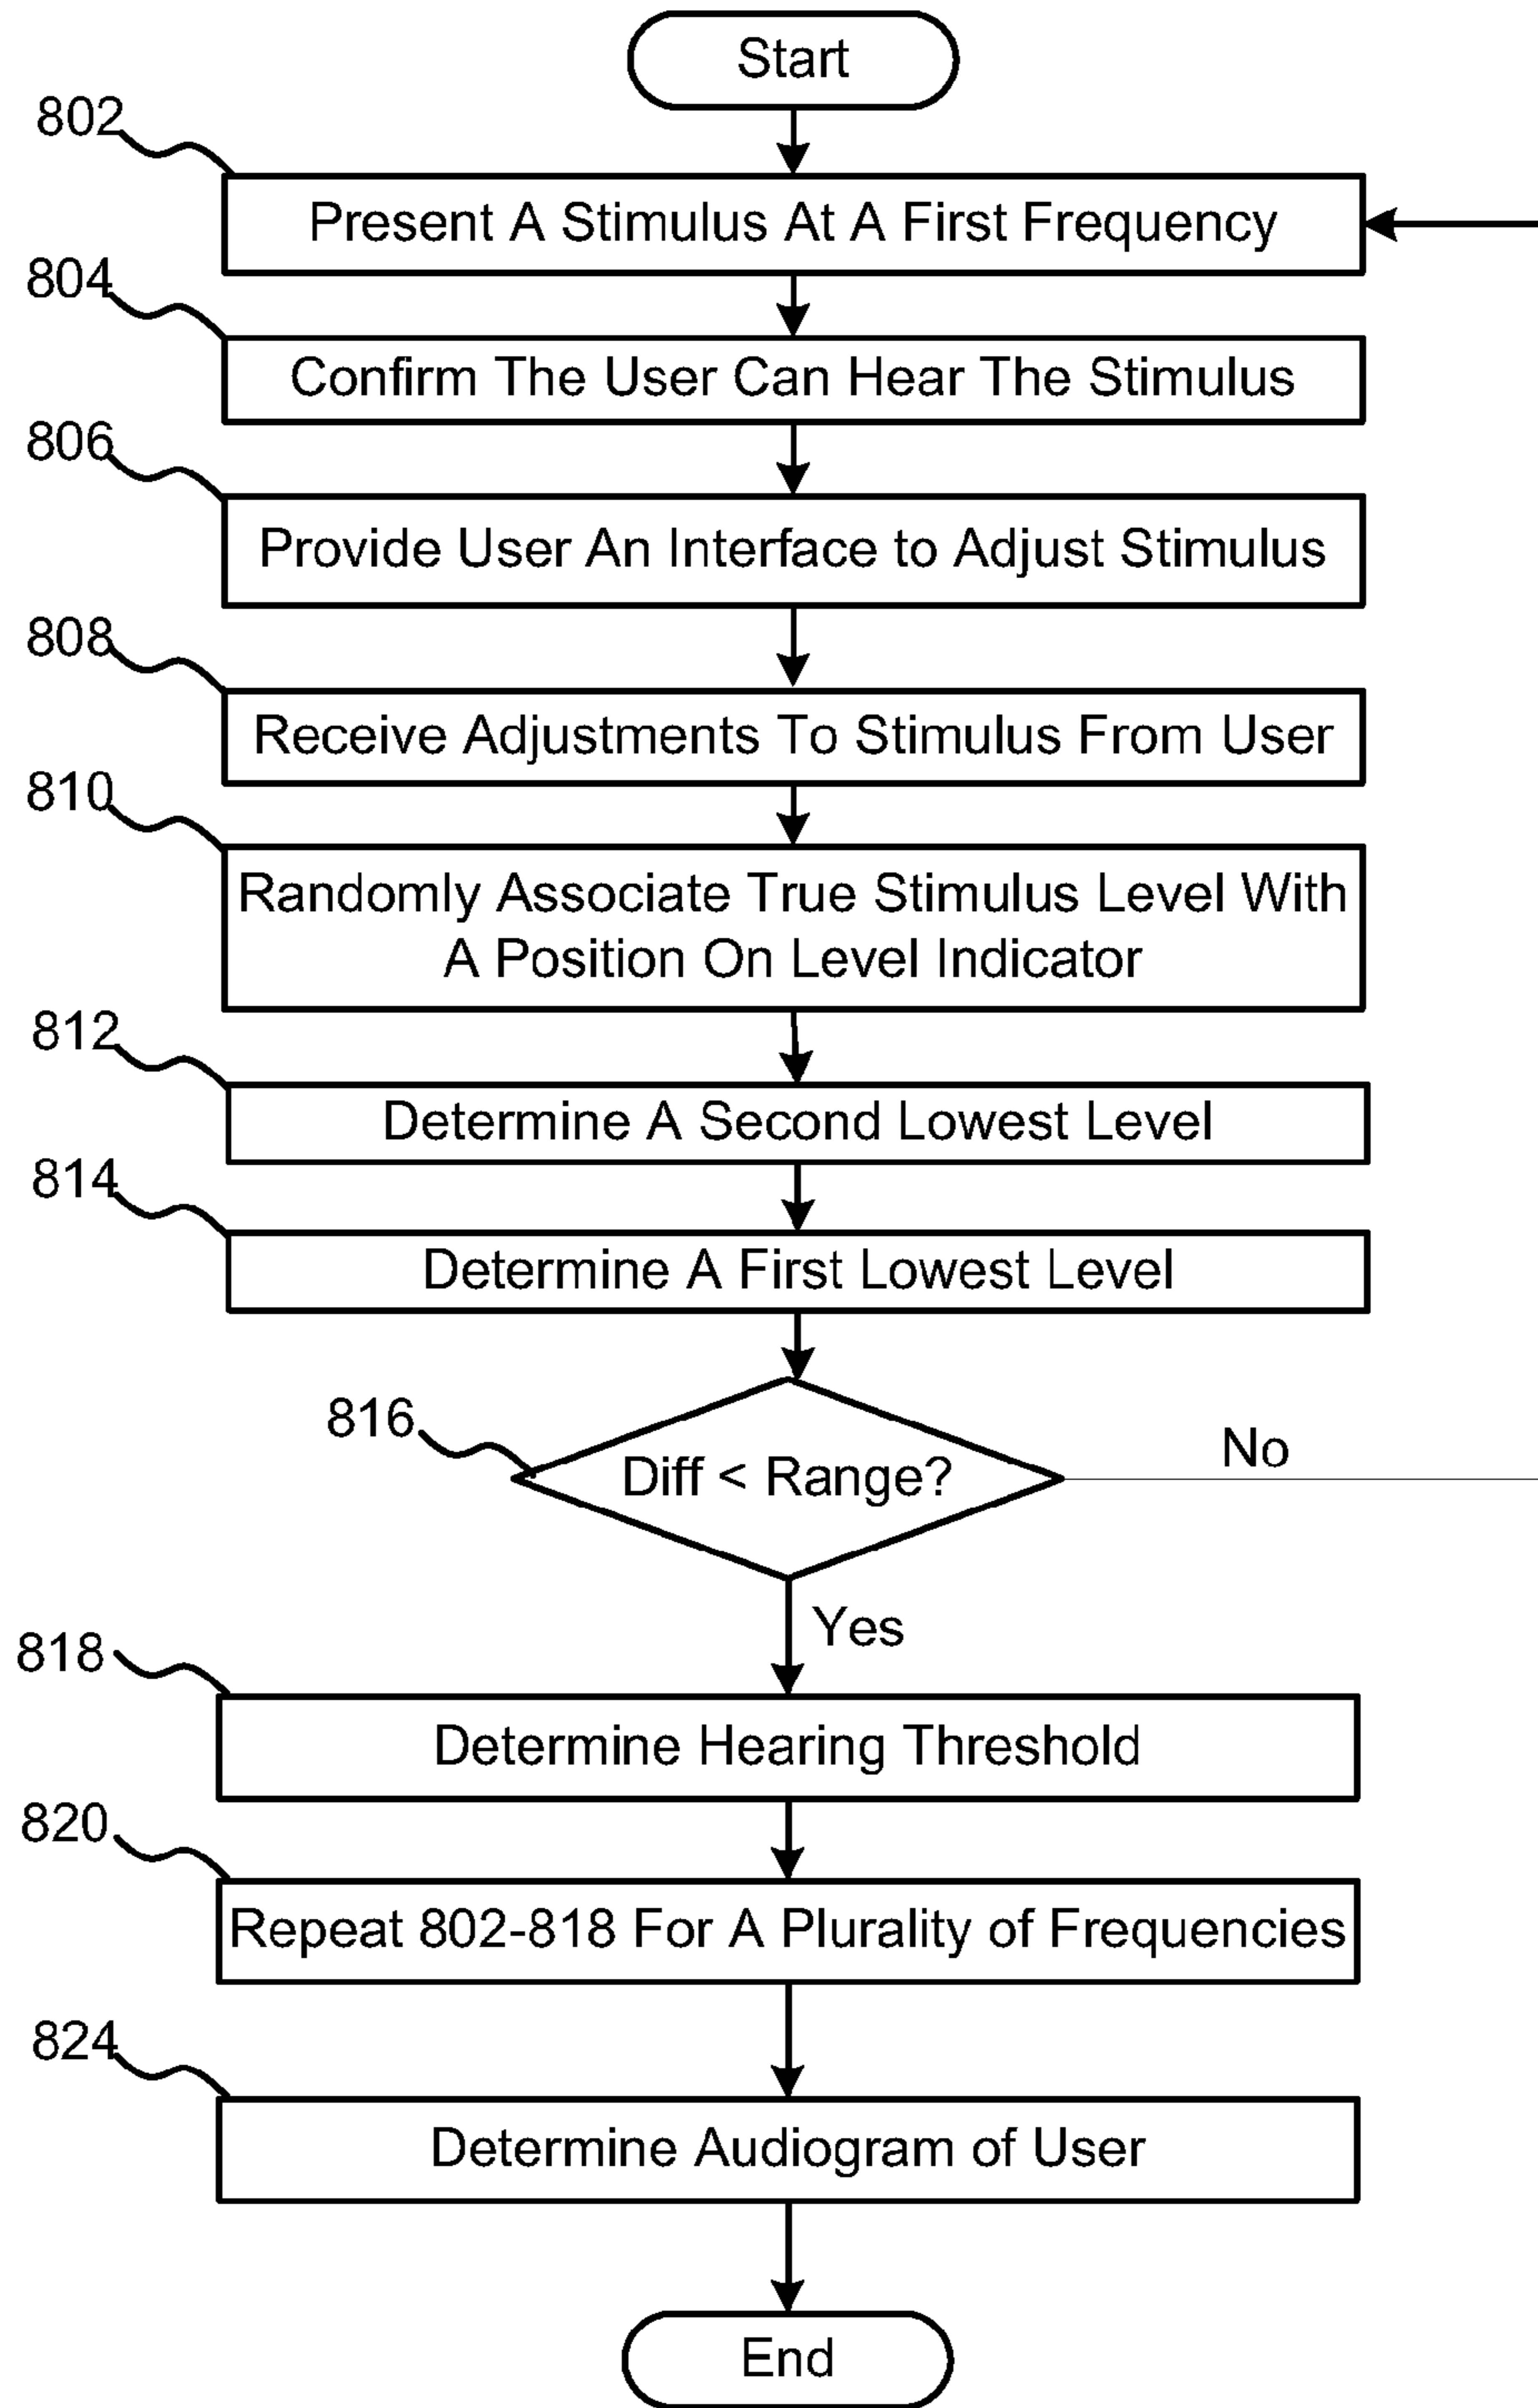 Start
802
Present A Stimulus At A First Frequency
804
Confirm The User Can Hear The Stimulus
806
Provide User An Interface to Adjust Stimulus
808
Receive Adjustments To Stimulus From User
810
Randomly Associate True Stimulus Level With
A Position On Level Indicator
812
Determine A Second Lowest Level
814
Determine A First Lowest Level
816
Diff < Range?
No
Yes
818
Determine Hearing Threshold
820
Repeat 802-818 For A Plurality of Frequencies
824
Determine Audiogram of User
End